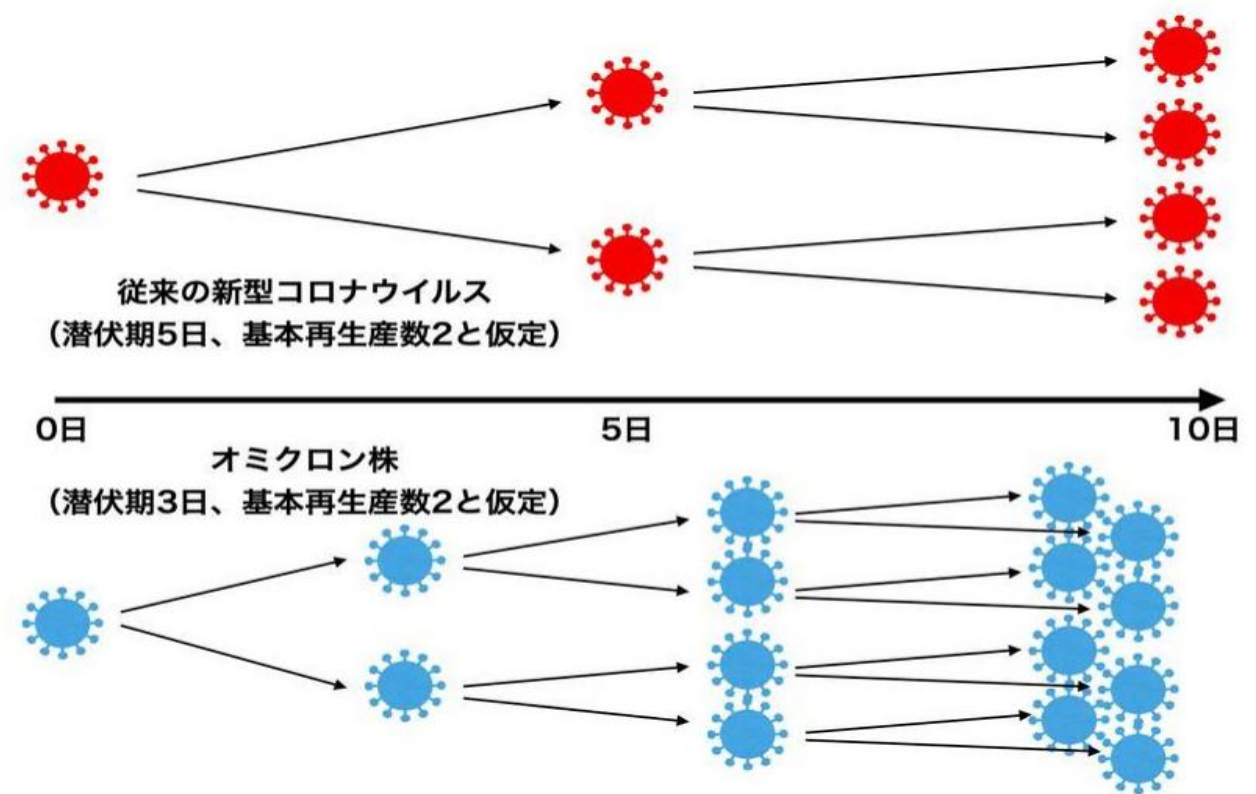 従来の新型コロナウイルス
（潜伏期5日、基本再生産数2と仮定）
0日
5日
10日
オミクロン株
（潜伏期3日、基本再生産数2と仮定）